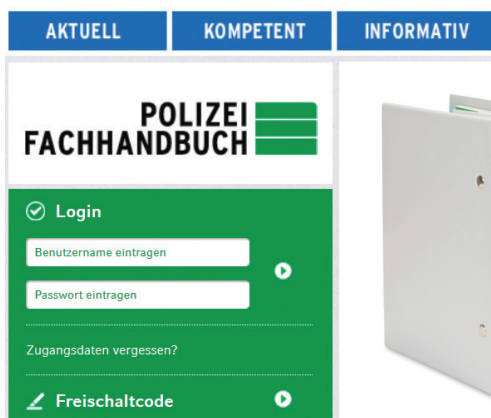 AKTUELL
KOMPETENT
INFORMATIV
POLIZEI
FACHHANDBUCH
Login
Benutzername eintragen
Passwort eintragen
Zugangsdaten vergessen?
Freischaltcode